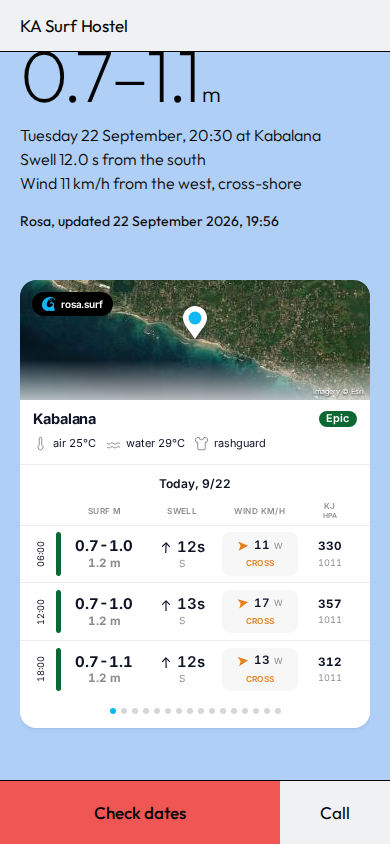 KA Surf Hostel
0.7–1.1 m
Tuesday 22 September, 20:30 at Kabalana
Swell 12.0 s from the south
Wind 11 km/h from the west, cross-shore
Rosa, updated 22 September 2026, 19:56
rosa.surf
Imagery © Esri
Kabalana
Epic
air 25°C water 29°C rashguard
Today, 9/22
SURF M SWELL WIND KM/H KJ
HPA
06:00 0.7-1.0 ↑ 12s 11 W 330
1.2 m S CROSS 1011
12:00 0.7-1.0 ↑ 13s 17 W 357
1.2 m S CROSS 1011
18:00 0.7-1.1 ↑ 12s 13 W 312
1.2 m S CROSS 1011
Check dates
Call